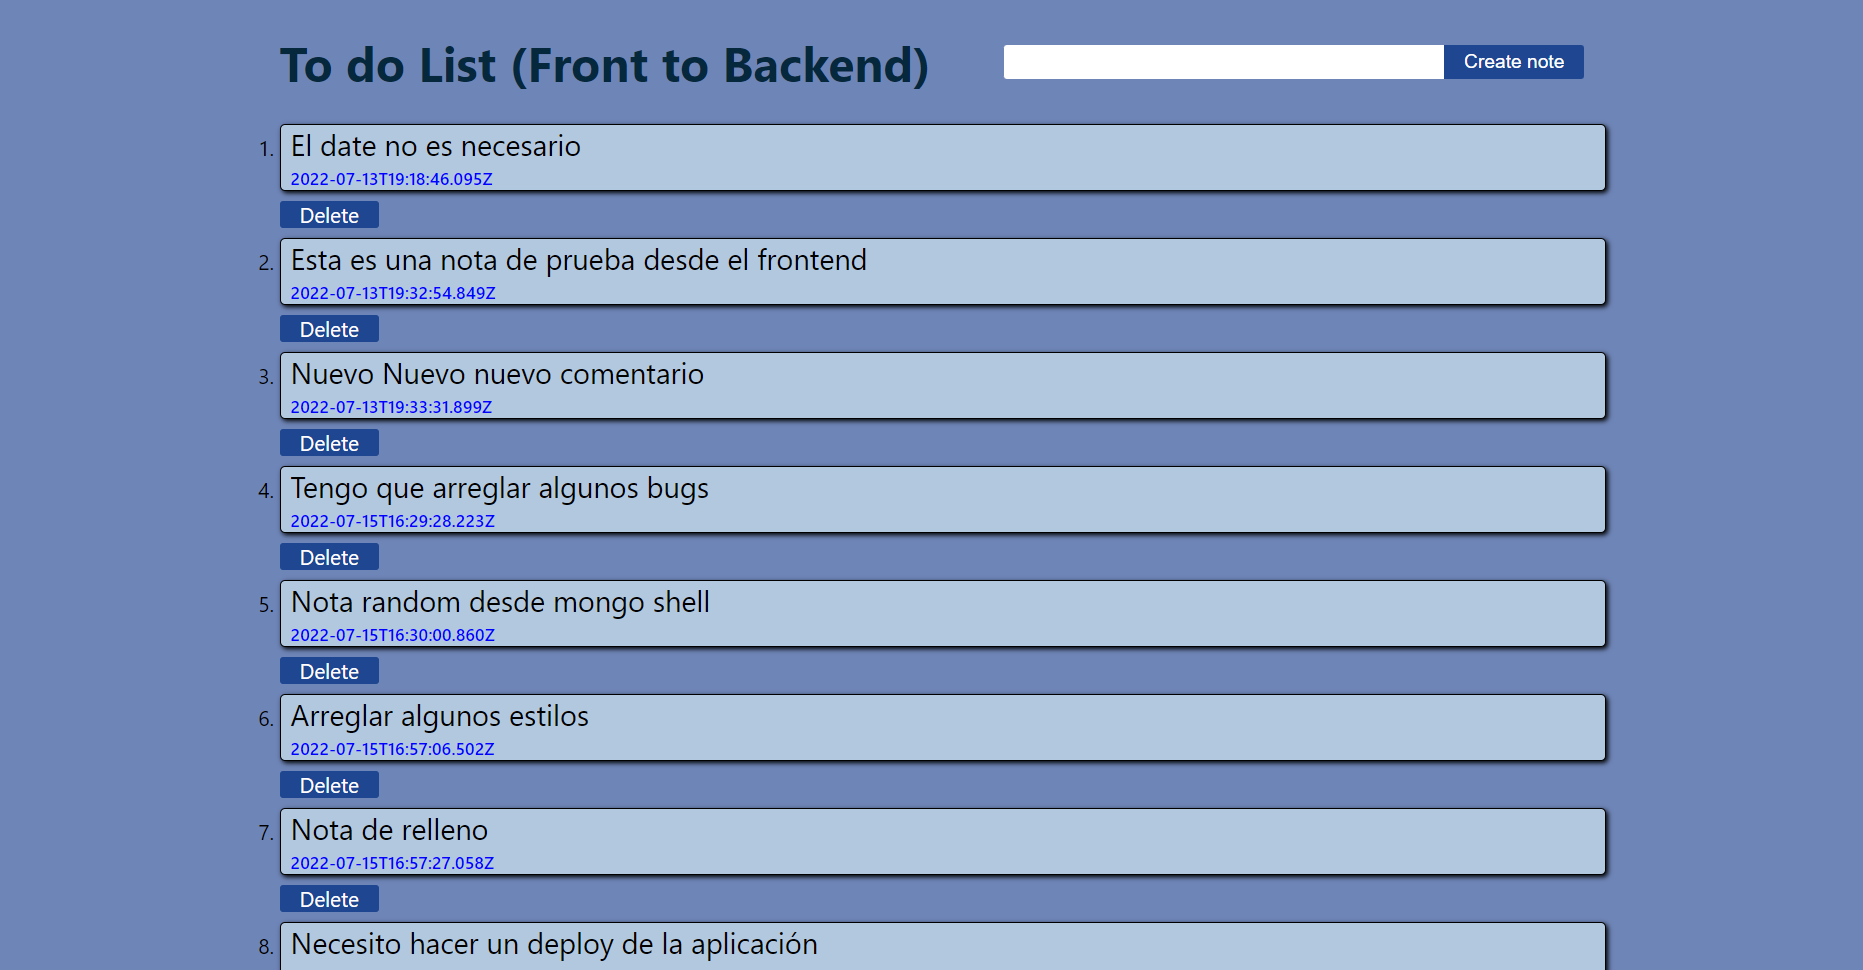 To do List (Front to Backend)
Create note
1. El date no es necesario
2022-07-13T19:18:46.095Z
Delete
2. Esta es una nota de prueba desde el frontend
2022-07-13T19:32:54.849Z
Delete
3. Nuevo Nuevo nuevo comentario
2022-07-13T19:33:31.899Z
Delete
4. Tengo que arreglar algunos bugs
2022-07-15T16:29:28.223Z
Delete
5. Nota random desde mongo shell
2022-07-15T16:30:00.860Z
Delete
6. Arreglar algunos estilos
2022-07-15T16:57:06.502Z
Delete
7. Nota de relleno
2022-07-15T16:57:27.058Z
Delete
8. Necesito hacer un deploy de la aplicación